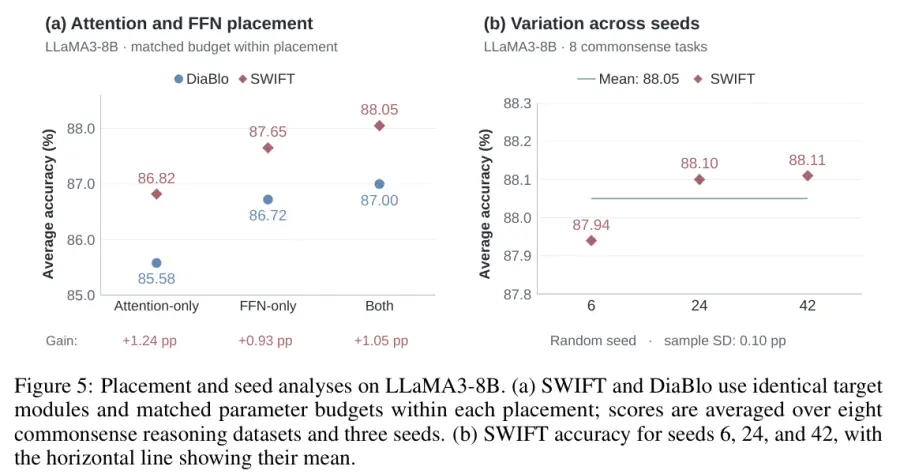 (a) Attention and FFN placement
LLaMA3-8B · matched budget within placement
DiaBlo SWIFT
Average accuracy (%)
88.0
87.0
86.0
85.0
86.82
85.58
87.65
86.72
88.05
87.00
Attention-only FFN-only Both
Gain: +1.24 pp +0.93 pp +1.05 pp
(b) Variation across seeds
LLaMA3-8B · 8 commonsense tasks
Mean: 88.05 SWIFT
Average accuracy (%)
88.3
88.2
88.1
88.0
87.9
87.8
87.94
88.10
88.11
6 24 42
Random seed · sample SD: 0.10 pp
Figure 5: Placement and seed analyses on LLaMA3-8B. (a) SWIFT and DiaBlo use identical target
modules and matched parameter budgets within each placement; scores are averaged over eight
commonsense reasoning datasets and three seeds. (b) SWIFT accuracy for seeds 6, 24, and 42, with
the horizontal line showing their mean.